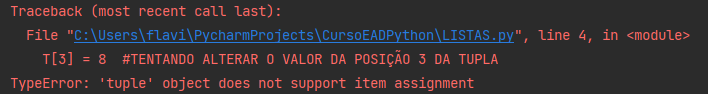 Traceback (most recent call last):
File "C:\Users\flavi\PycharmProjects\CursoEADPython\LISTAS.py", line 4, in <module>
T[3] = 8  #TENTANDO ALTERAR O VALOR DA POSIÇÃO 3 DA TUPLA
TypeError: 'tuple' object does not support item assignment